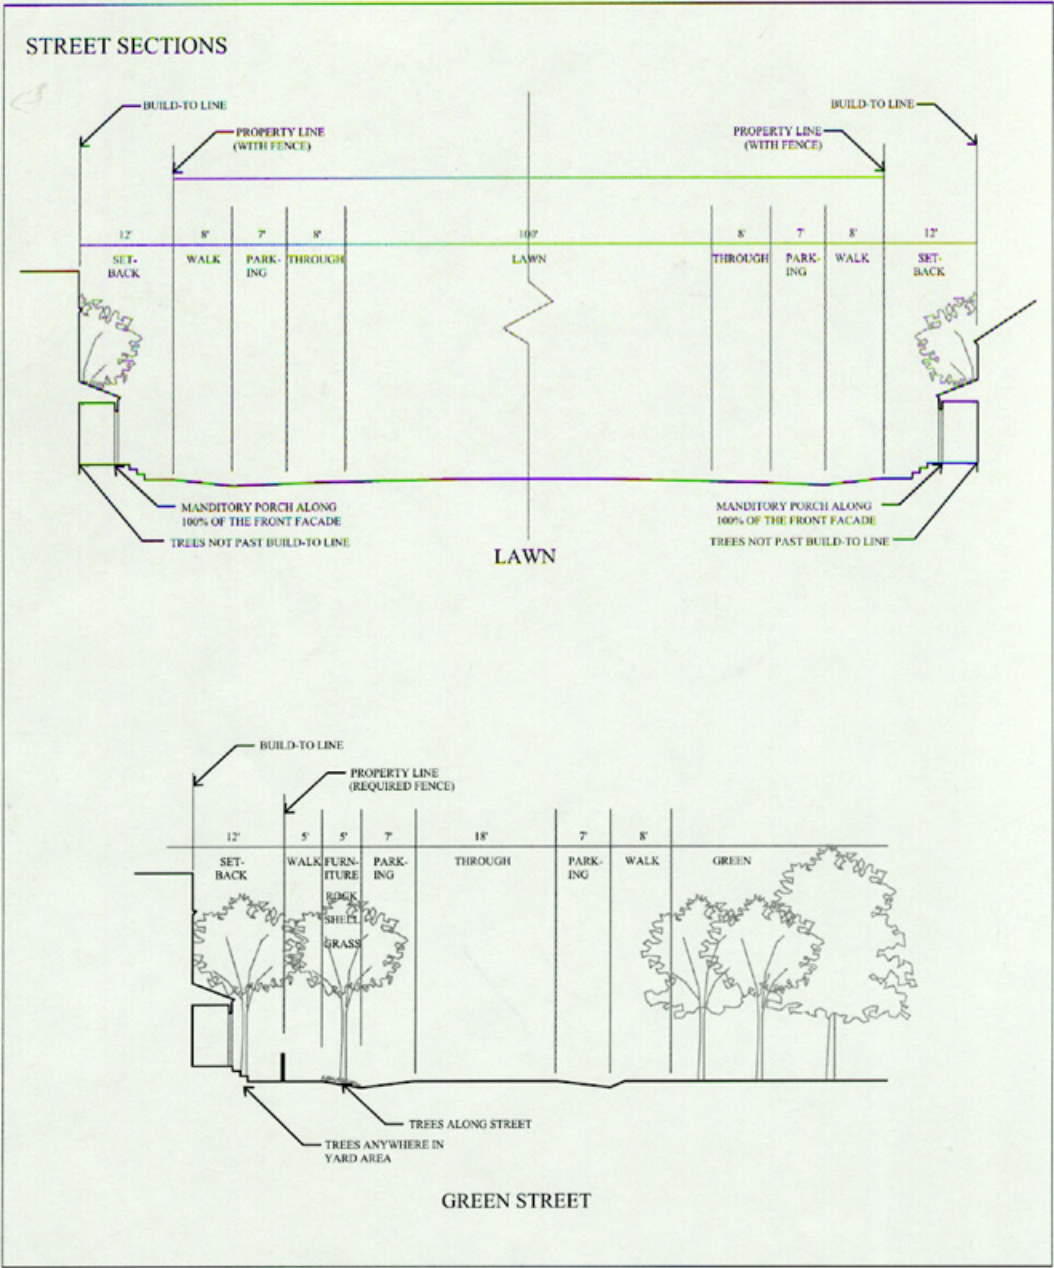 STREET SECTIONS
BUILD-TO LINE
BUILD-TO LINE
PROPERTY LINE
(WITH FENCE)
PROPERTY LINE
(WITH FENCE)
12' 8' 7' 8' 100' 8' 7' 8' 12'
SET-
BACK
WALK
PARK-
ING
THROUGH
LAWN
THROUGH
PARK-
ING
WALK
SET-
BACK
MANDITORY PORCH ALONG
100% OF THE FRONT FACADE
TREES NOT PAST BUILD-TO LINE
MANDITORY PORCH ALONG
100% OF THE FRONT FACADE
TREES NOT PAST BUILD-TO LINE
LAWN
BUILD-TO LINE
PROPERTY LINE
(REQUIRED FENCE)
12' 5' 5' 7' 18' 7' 8'
SET-
BACK
WALK
FURN-
ITURE
ROCK
SHELL
GRASS
PARK-
ING
THROUGH
PARK-
ING
WALK
GREEN
TREES ALONG STREET
TREES ANYWHERE IN
YARD AREA
GREEN STREET